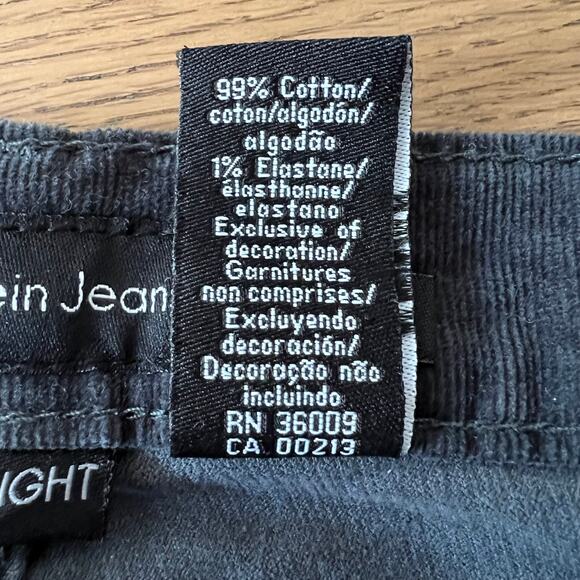 99% Cotton/
coton/algodón/
algodão
1% Elastane/
élasthanne/
elastano
Exclusive of
decoration/
Garnitures
non comprises/
Excluyendo
decoración/
Decoração não
incluindo
RN 36009
CA 00213
ein Jean
IGHT